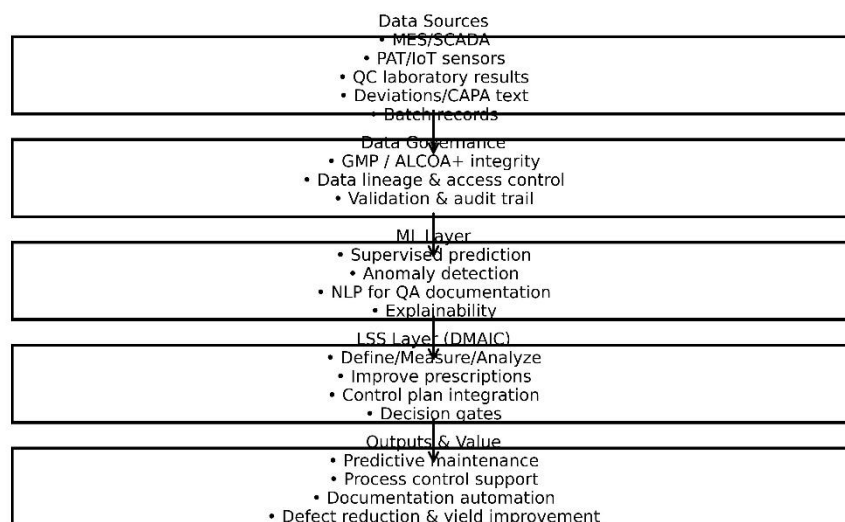 Data Sources
• MES/SCADA
• PAT/IoT sensors
• QC laboratory results
• Deviations/CAPA text
• Batch records
Data Governance
• GMP / ALCOA+ integrity
• Data lineage & access control
• Validation & audit trail
ML Layer
• Supervised prediction
• Anomaly detection
• NLP for QA documentation
• Explainability
LSS Layer (DMAIC)
• Define/Measure/Analyze
• Improve prescriptions
• Control plan integration
• Decision gates
Outputs & Value
• Predictive maintenance
• Process control support
• Documentation automation
• Defect reduction & yield improvement